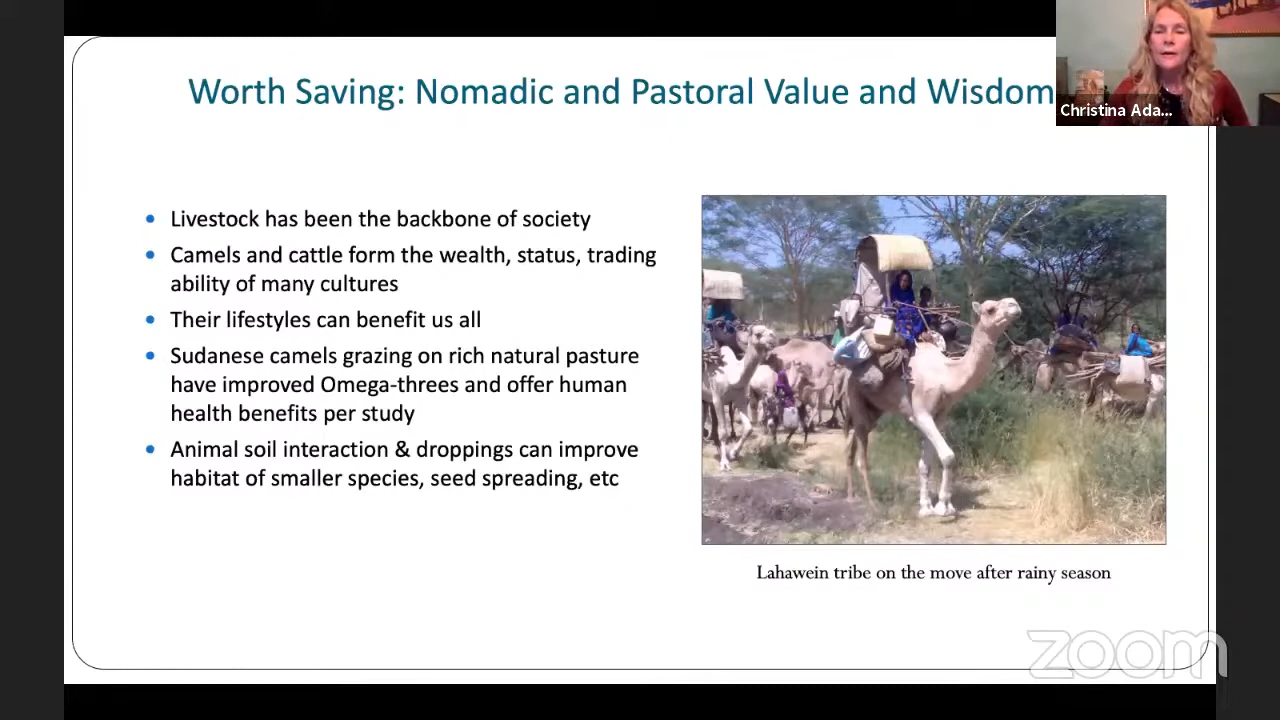 Worth Saving: Nomadic and Pastoral Value and Wisdom
Christina Ada...
• Livestock has been the backbone of society
• Camels and cattle form the wealth, status, trading
ability of many cultures
• Their lifestyles can benefit us all
• Sudanese camels grazing on rich natural pasture
have improved Omega-threes and offer human
health benefits per study
• Animal soil interaction & droppings can improve
habitat of smaller species, seed spreading, etc
Lahawein tribe on the move after rainy season
zoom